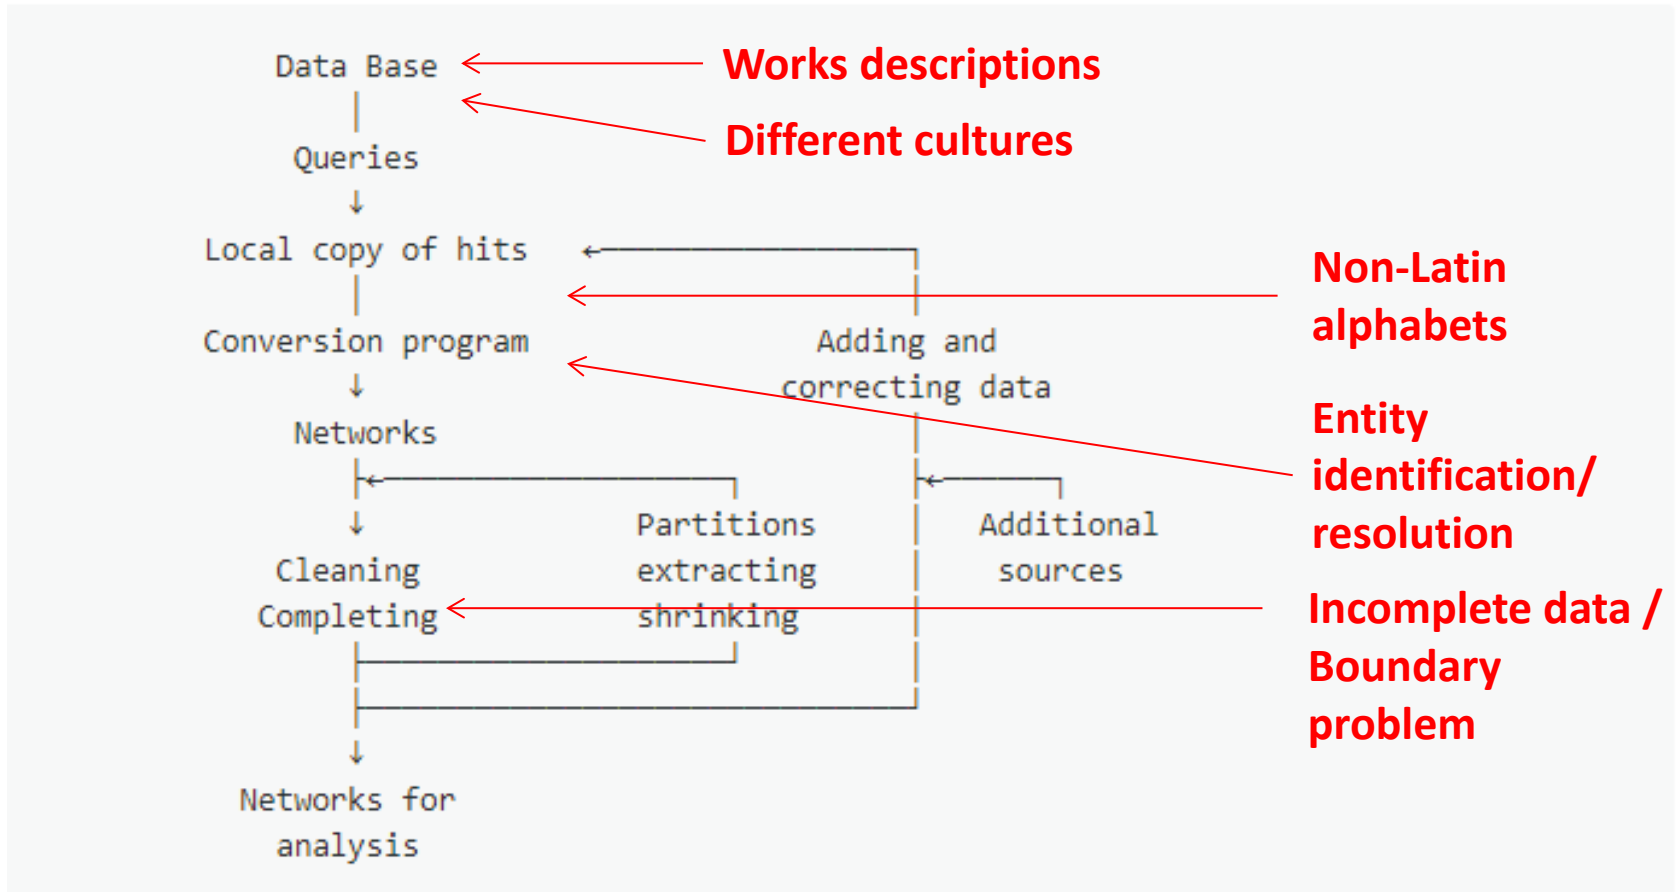 Data Base
Works descriptions
Different cultures
Queries
↓
Local copy of hits ←
Non-Latin
alphabets
Conversion program
Adding and
correcting data
↓
Networks
Entity
identification/
resolution
←
←
↓
Partitions
extracting
shrinking
Additional
sources
Cleaning
Completing
Incomplete data /
Boundary
problem
↓
Networks for
analysis